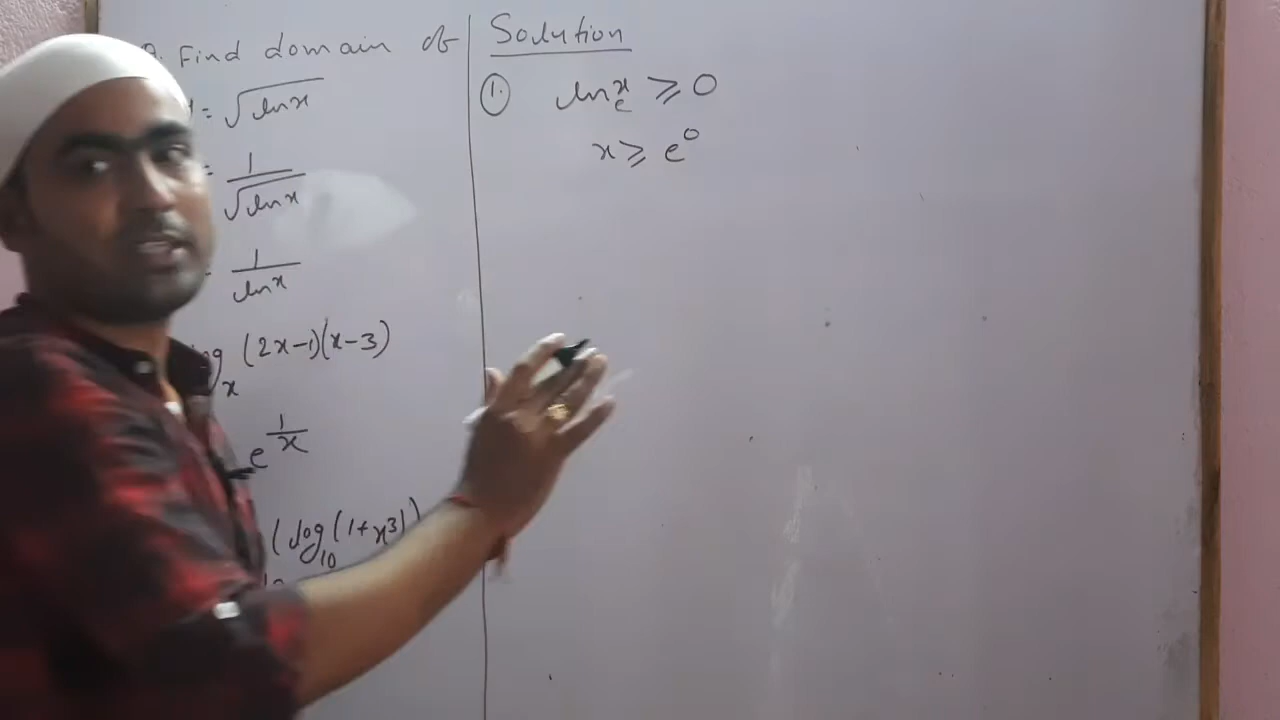 Find domain of
= √ln x
= 1/√ln x
= 1/ln x
(2x-1)(x-3)
x
e^(1/x)
(log₁₀(1+x³))
Solution
1. lnₑx ≥ 0
x ≥ e⁰